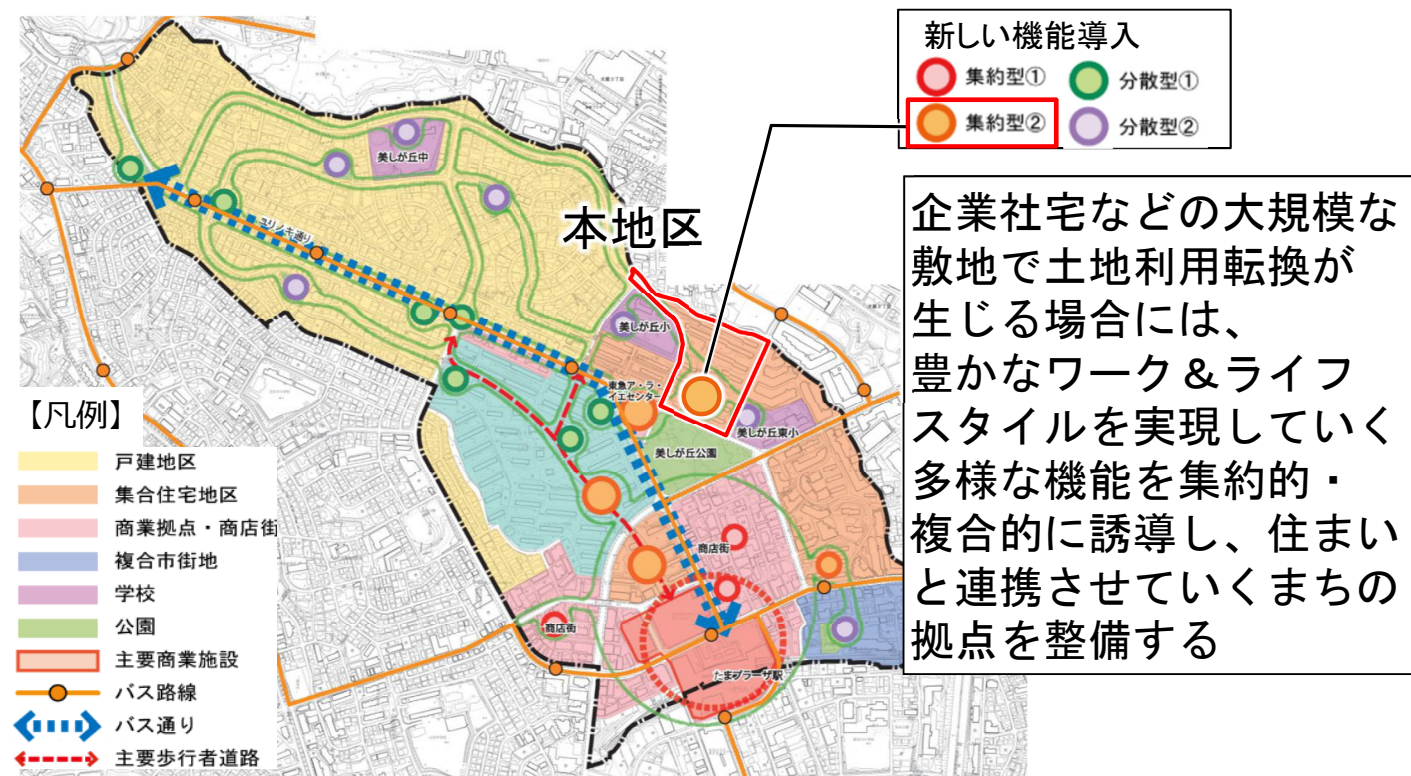 新しい機能導入
集約型①
分散型①
集約型②
分散型②
企業社宅などの大規模な
敷地で土地利用転換が
生じる場合には、
豊かなワーク＆ライフ
スタイルを実現していく
多様な機能を集約的・
複合的に誘導し、住まい
と連携させていくまちの
拠点を整備する
本地区
美しが丘中
ユリノキ通り
美しが丘小
東急ア・ラ・
イエセンター
美しが丘東小
美しが丘公園
商店街
商店街
たまプラーザ駅
【凡例】
戸建地区
集合住宅地区
商業拠点・商店街
複合市街地
学校
公園
主要商業施設
バス路線
バス通り
主要歩行者道路